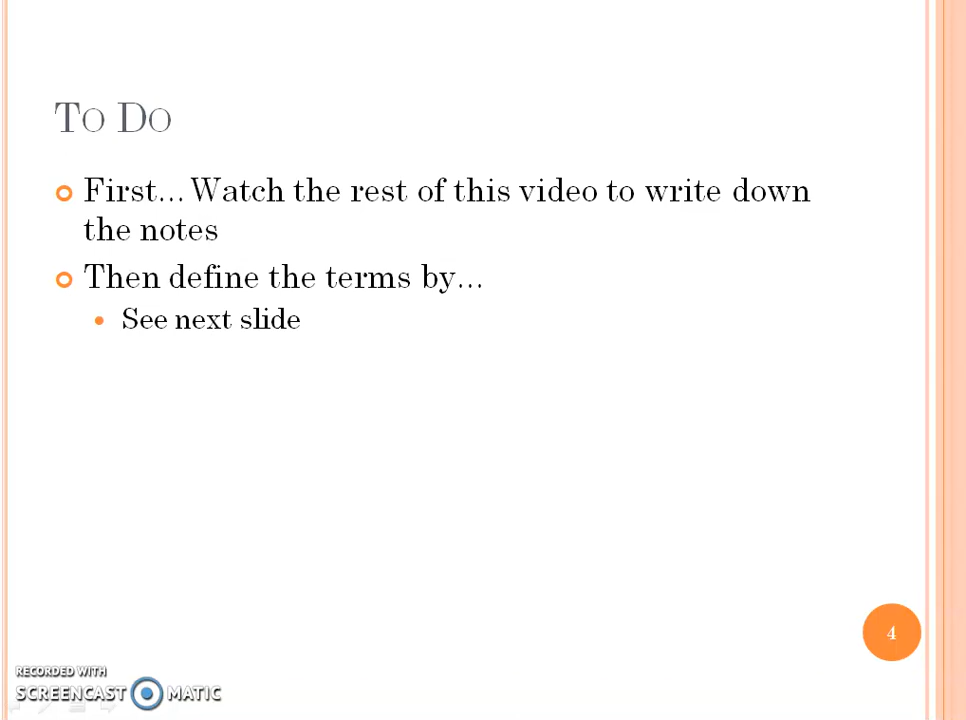 To Do
First... Watch the rest of this video to write down
the notes
Then define the terms by...
See next slide
4
RECORDED WITH
SCREENCAST MATIC